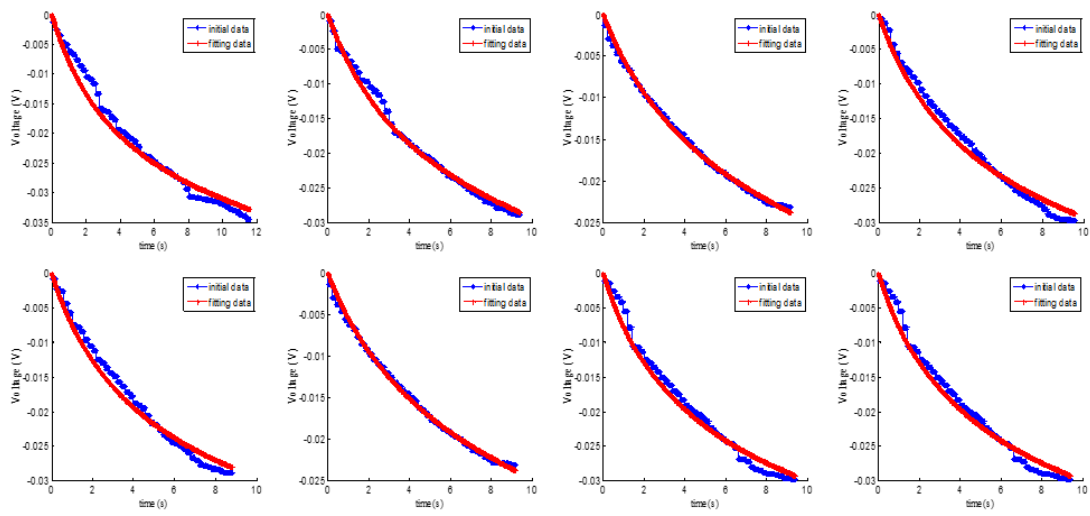 0
-0.005
-0.01
-0.015
-0.02
-0.025
-0.03
-0.035
0 2 4 6 8 10 12
Voltage (V)
time(s)
initial data
fitting data
0
-0.005
-0.01
-0.015
-0.02
-0.025
-0.03
0 2 4 6 8 10
Voltage (V)
time(s)
initial data
fitting data
0
-0.005
-0.01
-0.015
-0.02
-0.025
0 2 4 6 8 10
Voltage (V)
time(s)
initial data
fitting data
0
-0.005
-0.01
-0.015
-0.02
-0.025
-0.03
0 2 4 6 8 10
Voltage (V)
time(s)
initial data
fitting data
0
-0.005
-0.01
-0.015
-0.02
-0.025
-0.03
0 2 4 6 8 10
Voltage (V)
time(s)
initial data
fitting data
0
-0.005
-0.01
-0.015
-0.02
-0.025
0 2 4 6 8 10
Voltage (V)
time(s)
initial data
fitting data
0
-0.005
-0.01
-0.015
-0.02
-0.025
-0.03
0 2 4 6 8 10
Voltage (V)
time(s)
initial data
fitting data
0
-0.005
-0.01
-0.015
-0.02
-0.025
-0.03
0 2 4 6 8 10
Voltage (V)
time(s)
initial data
fitting data